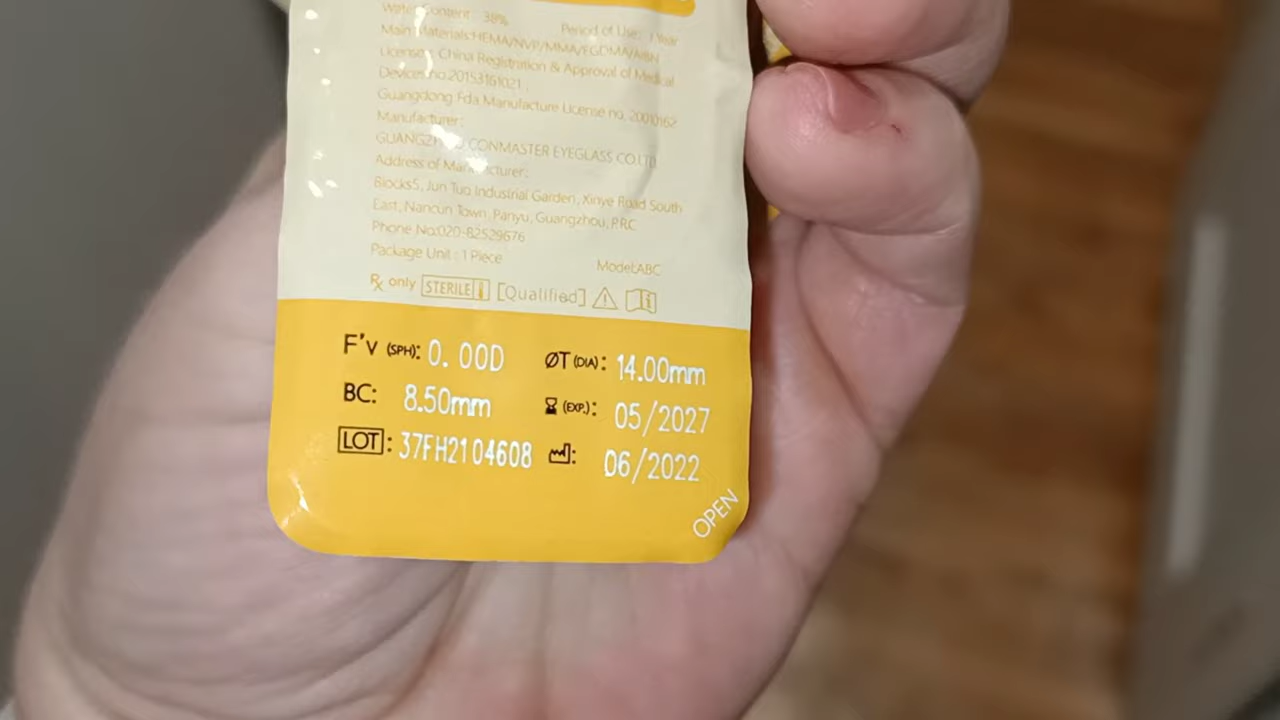 Water Content : 38% Period of Use: 1 Year
Main Materials:HEMA/NVP/MMA/EGDMA/AIBN
License: China Registration & Approval of Medical
Devices no.20153161021 ;
Guangdong Fda Manufacture License no. 20010162
Manufacturer:
CONMASTER EYEGLASS CO.LTD
Address of Manufacturer:
Blocks5, Jun Tuo Industrial Garden, Xinye Road South
East, Nancun Town, Panyu, Guangzhou, P.R.C
Phone No:020-82529676
Package Unit : 1 Piece Model:ABC
Rx only STERILE [Qualified]
F'v (SPH): 0. 00D ØT (DIA): 14.00mm
BC: 8.50mm (EXP.): 05/2027
LOT: 37FH2104608 06/2022
OPEN